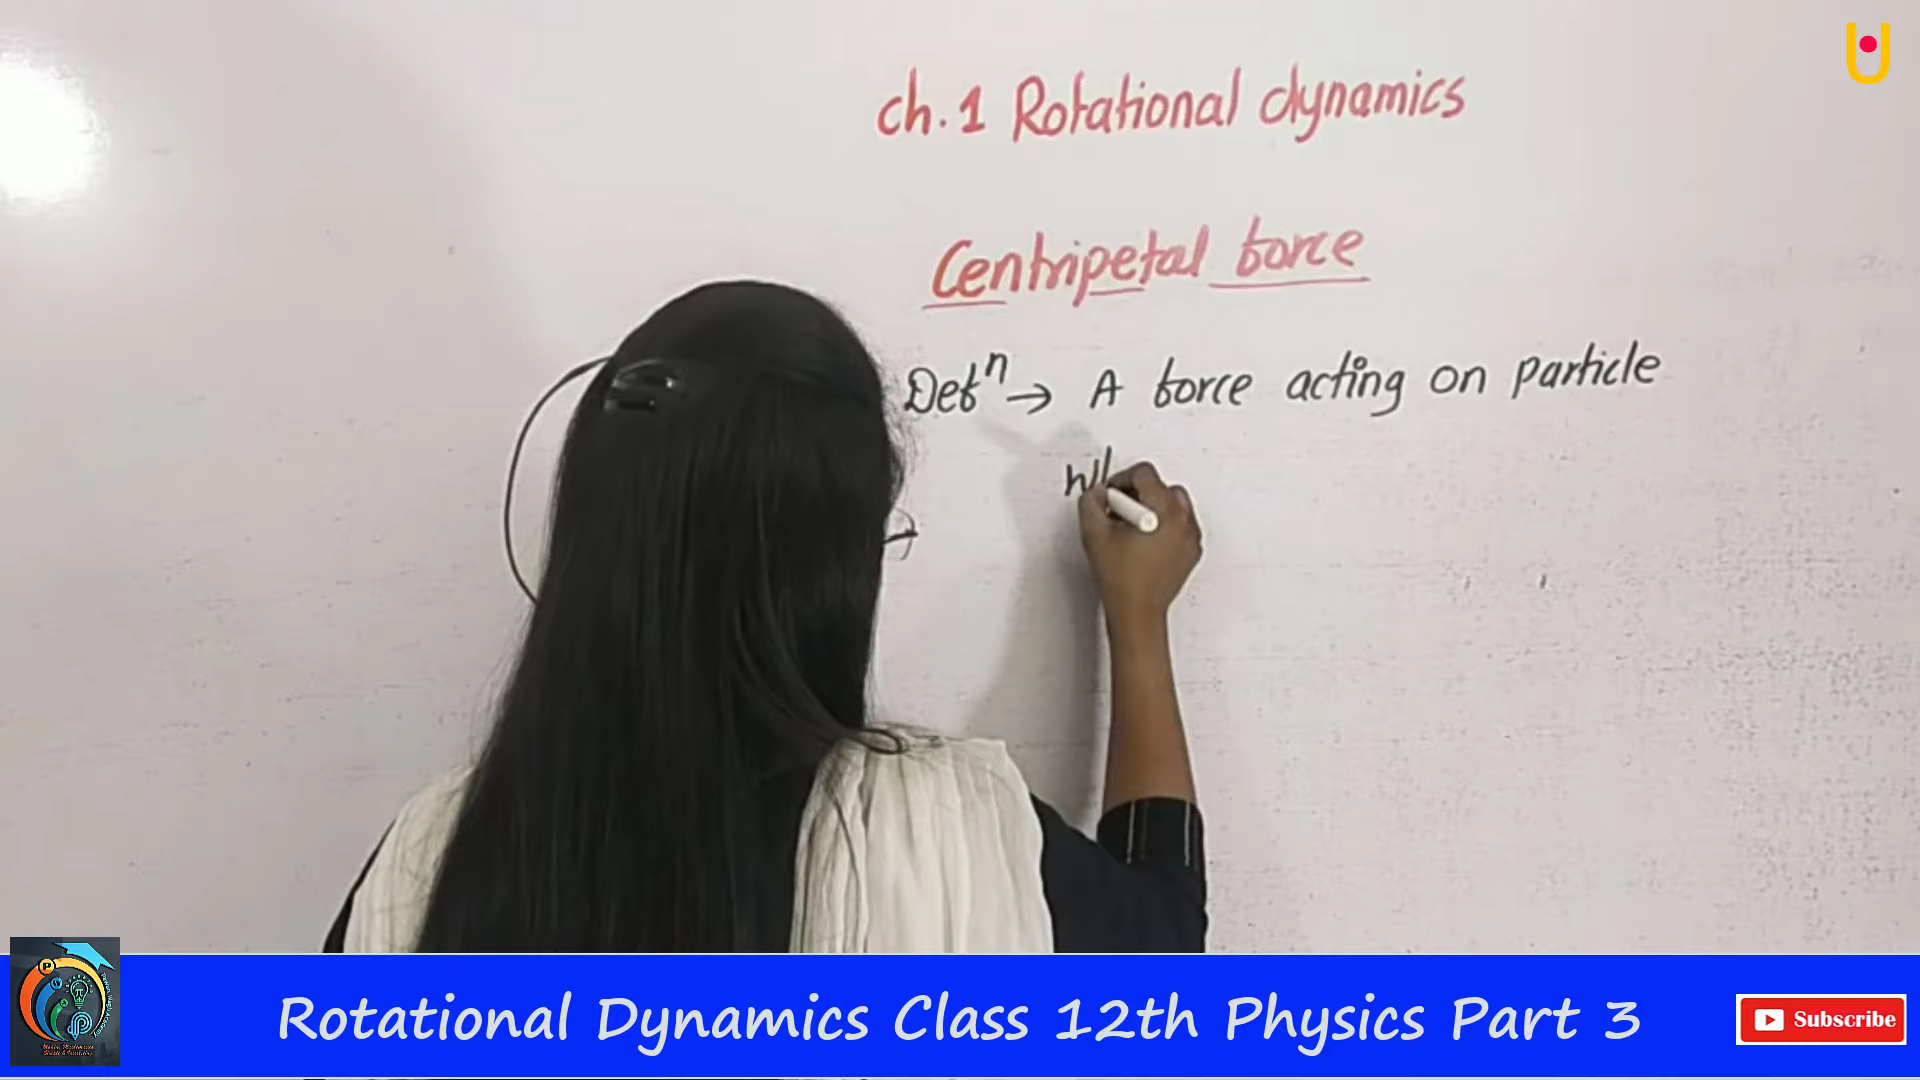 ch.1 Rotational dynamics
Centripetal force
Defⁿ → A force acting on particle
Rotational Dynamics Class 12th Physics Part 3
Subscribe